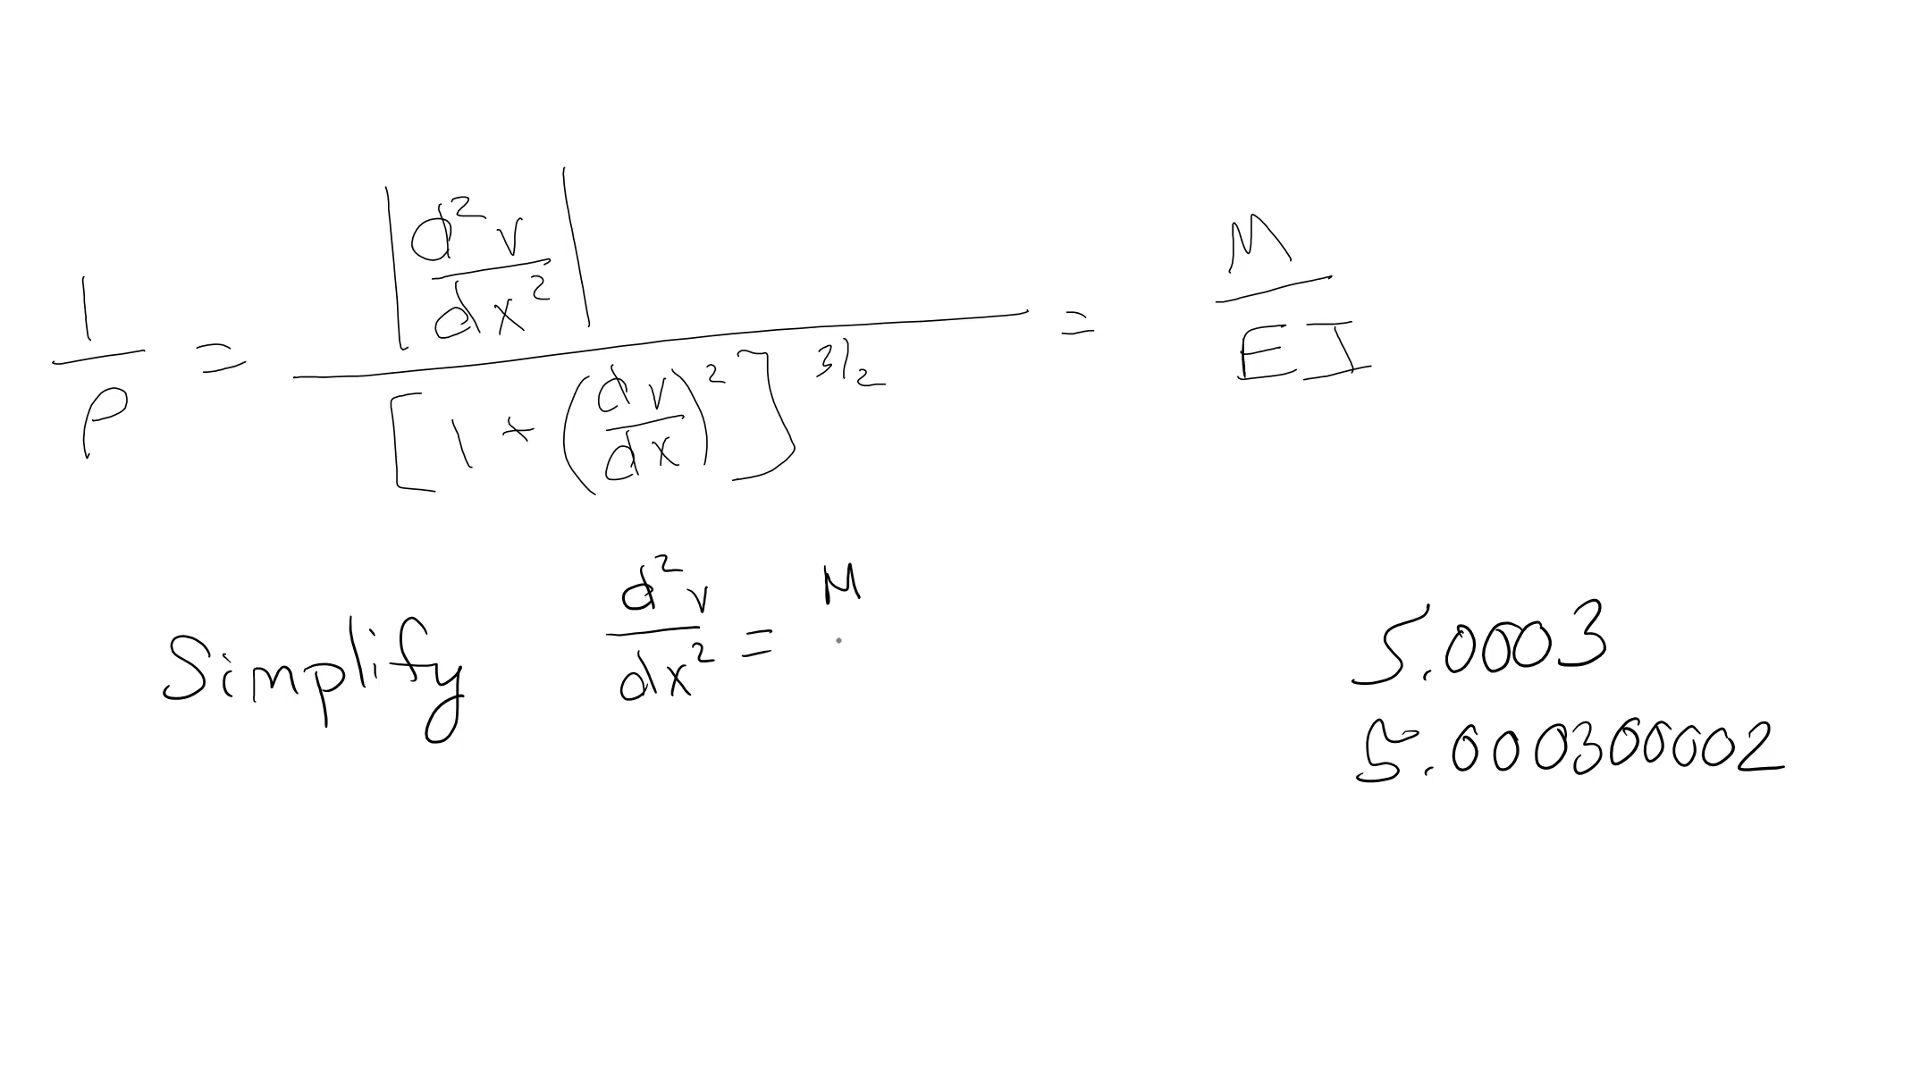 1/ρ = |d²v/dx²| / [1 + (dv/dx)²]^3/2 = M/EI
Simplify d²v/dx² = M
5.0003
5.000300002